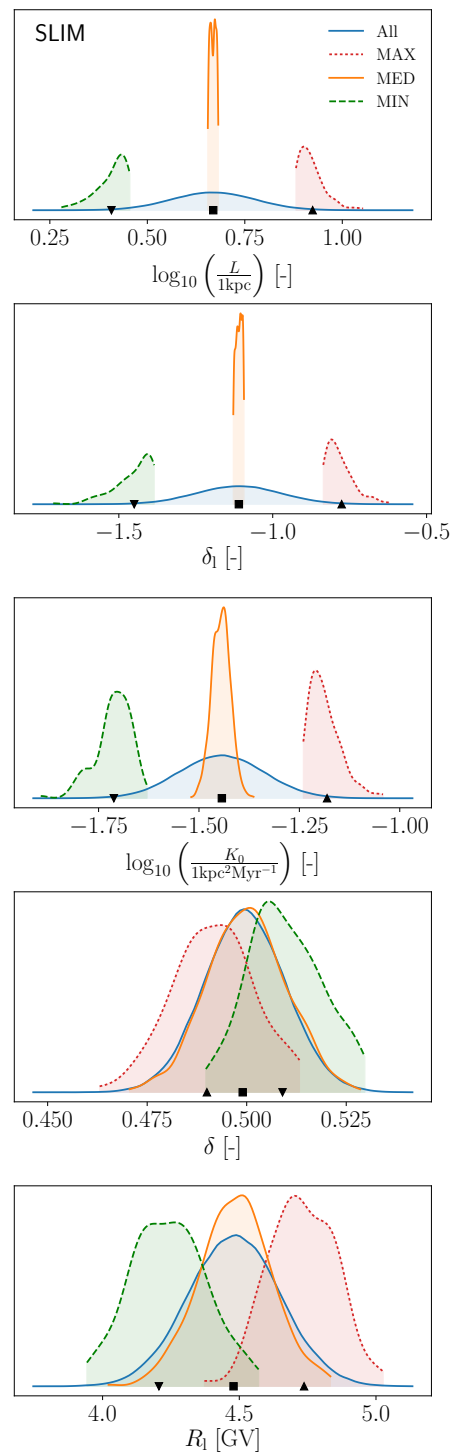 SLIM
All
MAX
MED
MIN
0.25 0.50 0.75 1.00
log₁₀ (L/1kpc) [-]
−1.5 −1.0 −0.5
δ₁ [-]
−1.75 −1.50 −1.25 −1.00
log₁₀ (K₀/1kpc²Myr⁻¹) [-]
0.450 0.475 0.500 0.525
δ [-]
4.0 4.5 5.0
Rₗ [GV]